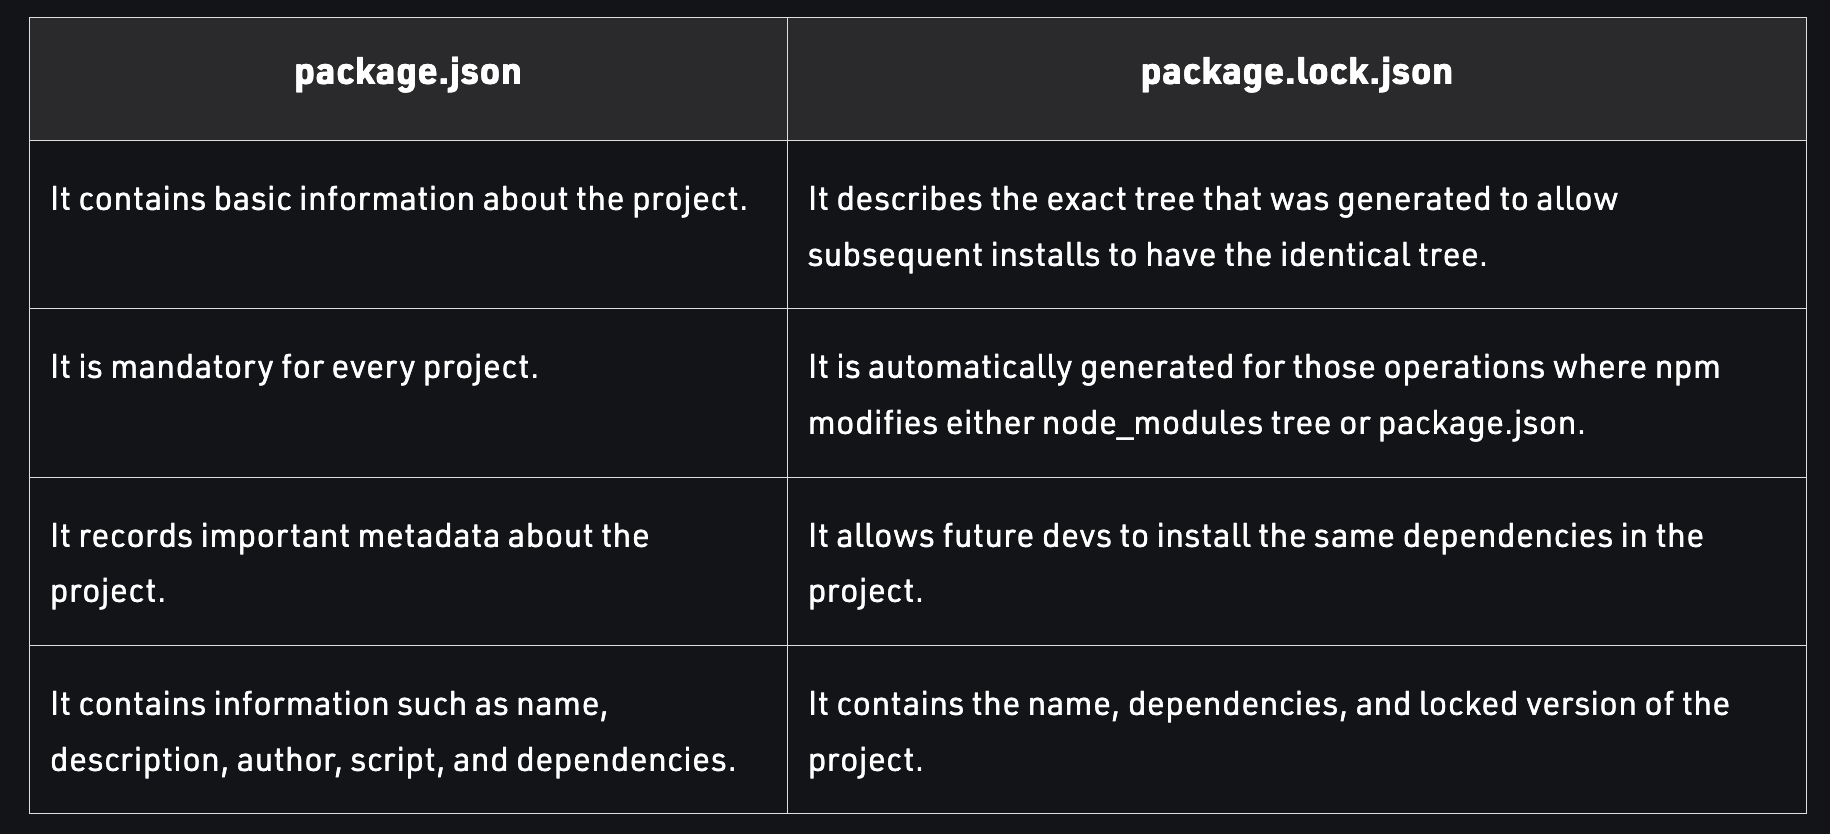 package.json
package.lock.json
It contains basic information about the project.
It describes the exact tree that was generated to allow
subsequent installs to have the identical tree.
It is mandatory for every project.
It is automatically generated for those operations where npm
modifies either node_modules tree or package.json.
It records important metadata about the
project.
It allows future devs to install the same dependencies in the
project.
It contains information such as name,
description, author, script, and dependencies.
It contains the name, dependencies, and locked version of the
project.